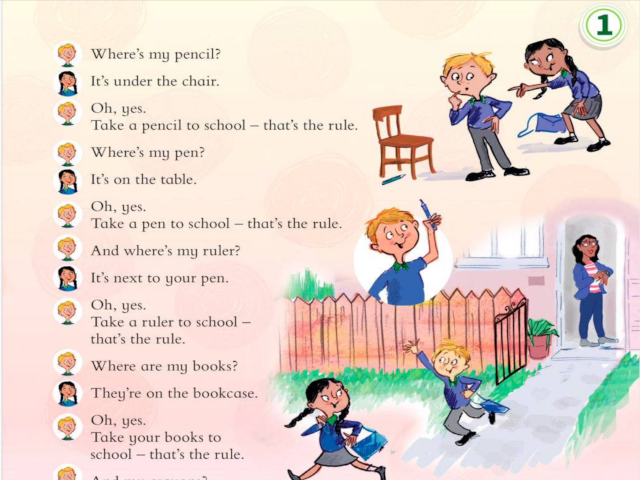 1
Where's my pencil?
It's under the chair.
Oh, yes.
Take a pencil to school – that's the rule.
Where's my pen?
It's on the table.
Oh, yes.
Take a pen to school – that's the rule.
And where's my ruler?
It's next to your pen.
Oh, yes.
Take a ruler to school –
that's the rule.
Where are my books?
They're on the bookcase.
Oh, yes.
Take your books to
school – that's the rule.